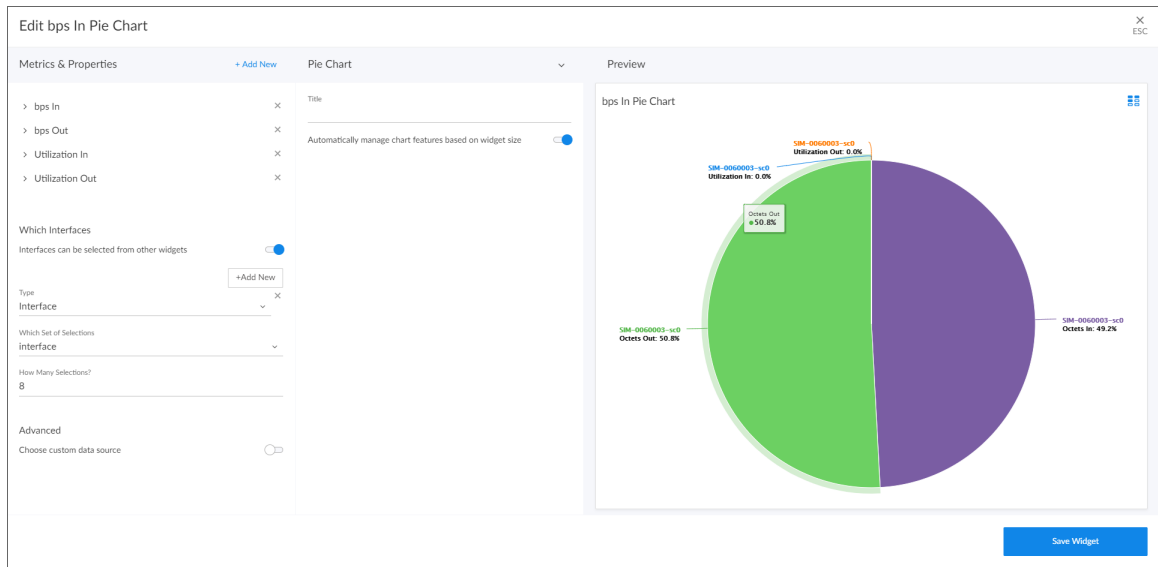 Edit bps In Pie Chart
ESC
Metrics & Properties
+ Add New
Pie Chart
Preview
bps In
bps Out
Utilization In
Utilization Out
Which Interfaces
Interfaces can be selected from other widgets
+Add New
Type
Interface
Which Set of Selections
interface
How Many Selections?
8
Advanced
Choose custom data source
Title
Automatically manage chart features based on widget size
bps In Pie Chart
SIM-0060003-sc0
Utilization Out: 0.0%
SIM-0060003-sc0
Utilization In: 0.0%
Octets Out
50.8%
SIM-0060003-sc0
Octets Out: 50.8%
SIM-0060003-sc0
Octets In: 49.2%
Save Widget